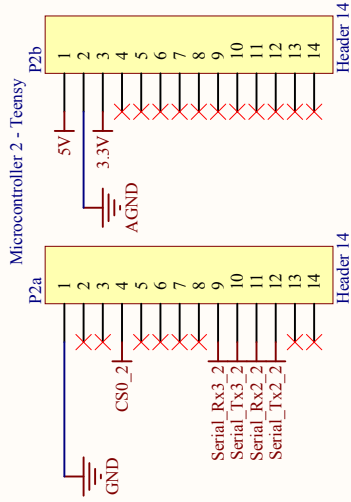 Microcontroller 2 - Teensy
P2a
1
2
3
4
5
6
7
8
9
10
11
12
13
14
Header 14
GND
CS0_2
Serial_Rx3_2
Serial_Tx3_2
Serial_Rx2_2
Serial_Tx2_2
P2b
1
2
3
4
5
6
7
8
9
10
11
12
13
14
Header 14
5V
AGND
3.3V